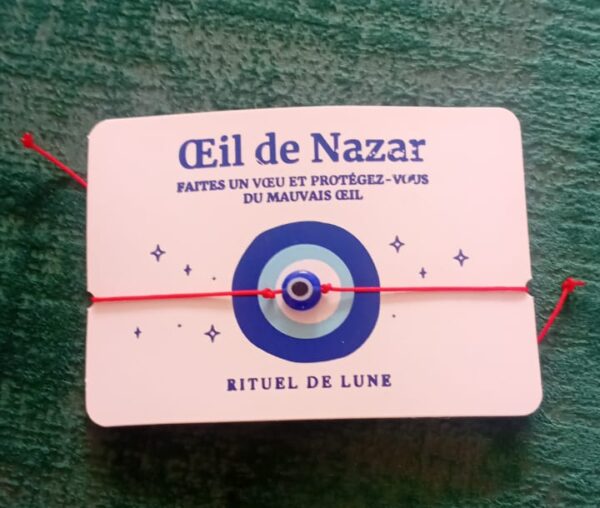 Œil de Nazar
FAITES UN VŒU ET PROTÉGEZ-VOUS
DU MAUVAIS ŒIL
RITUEL DE LUNE